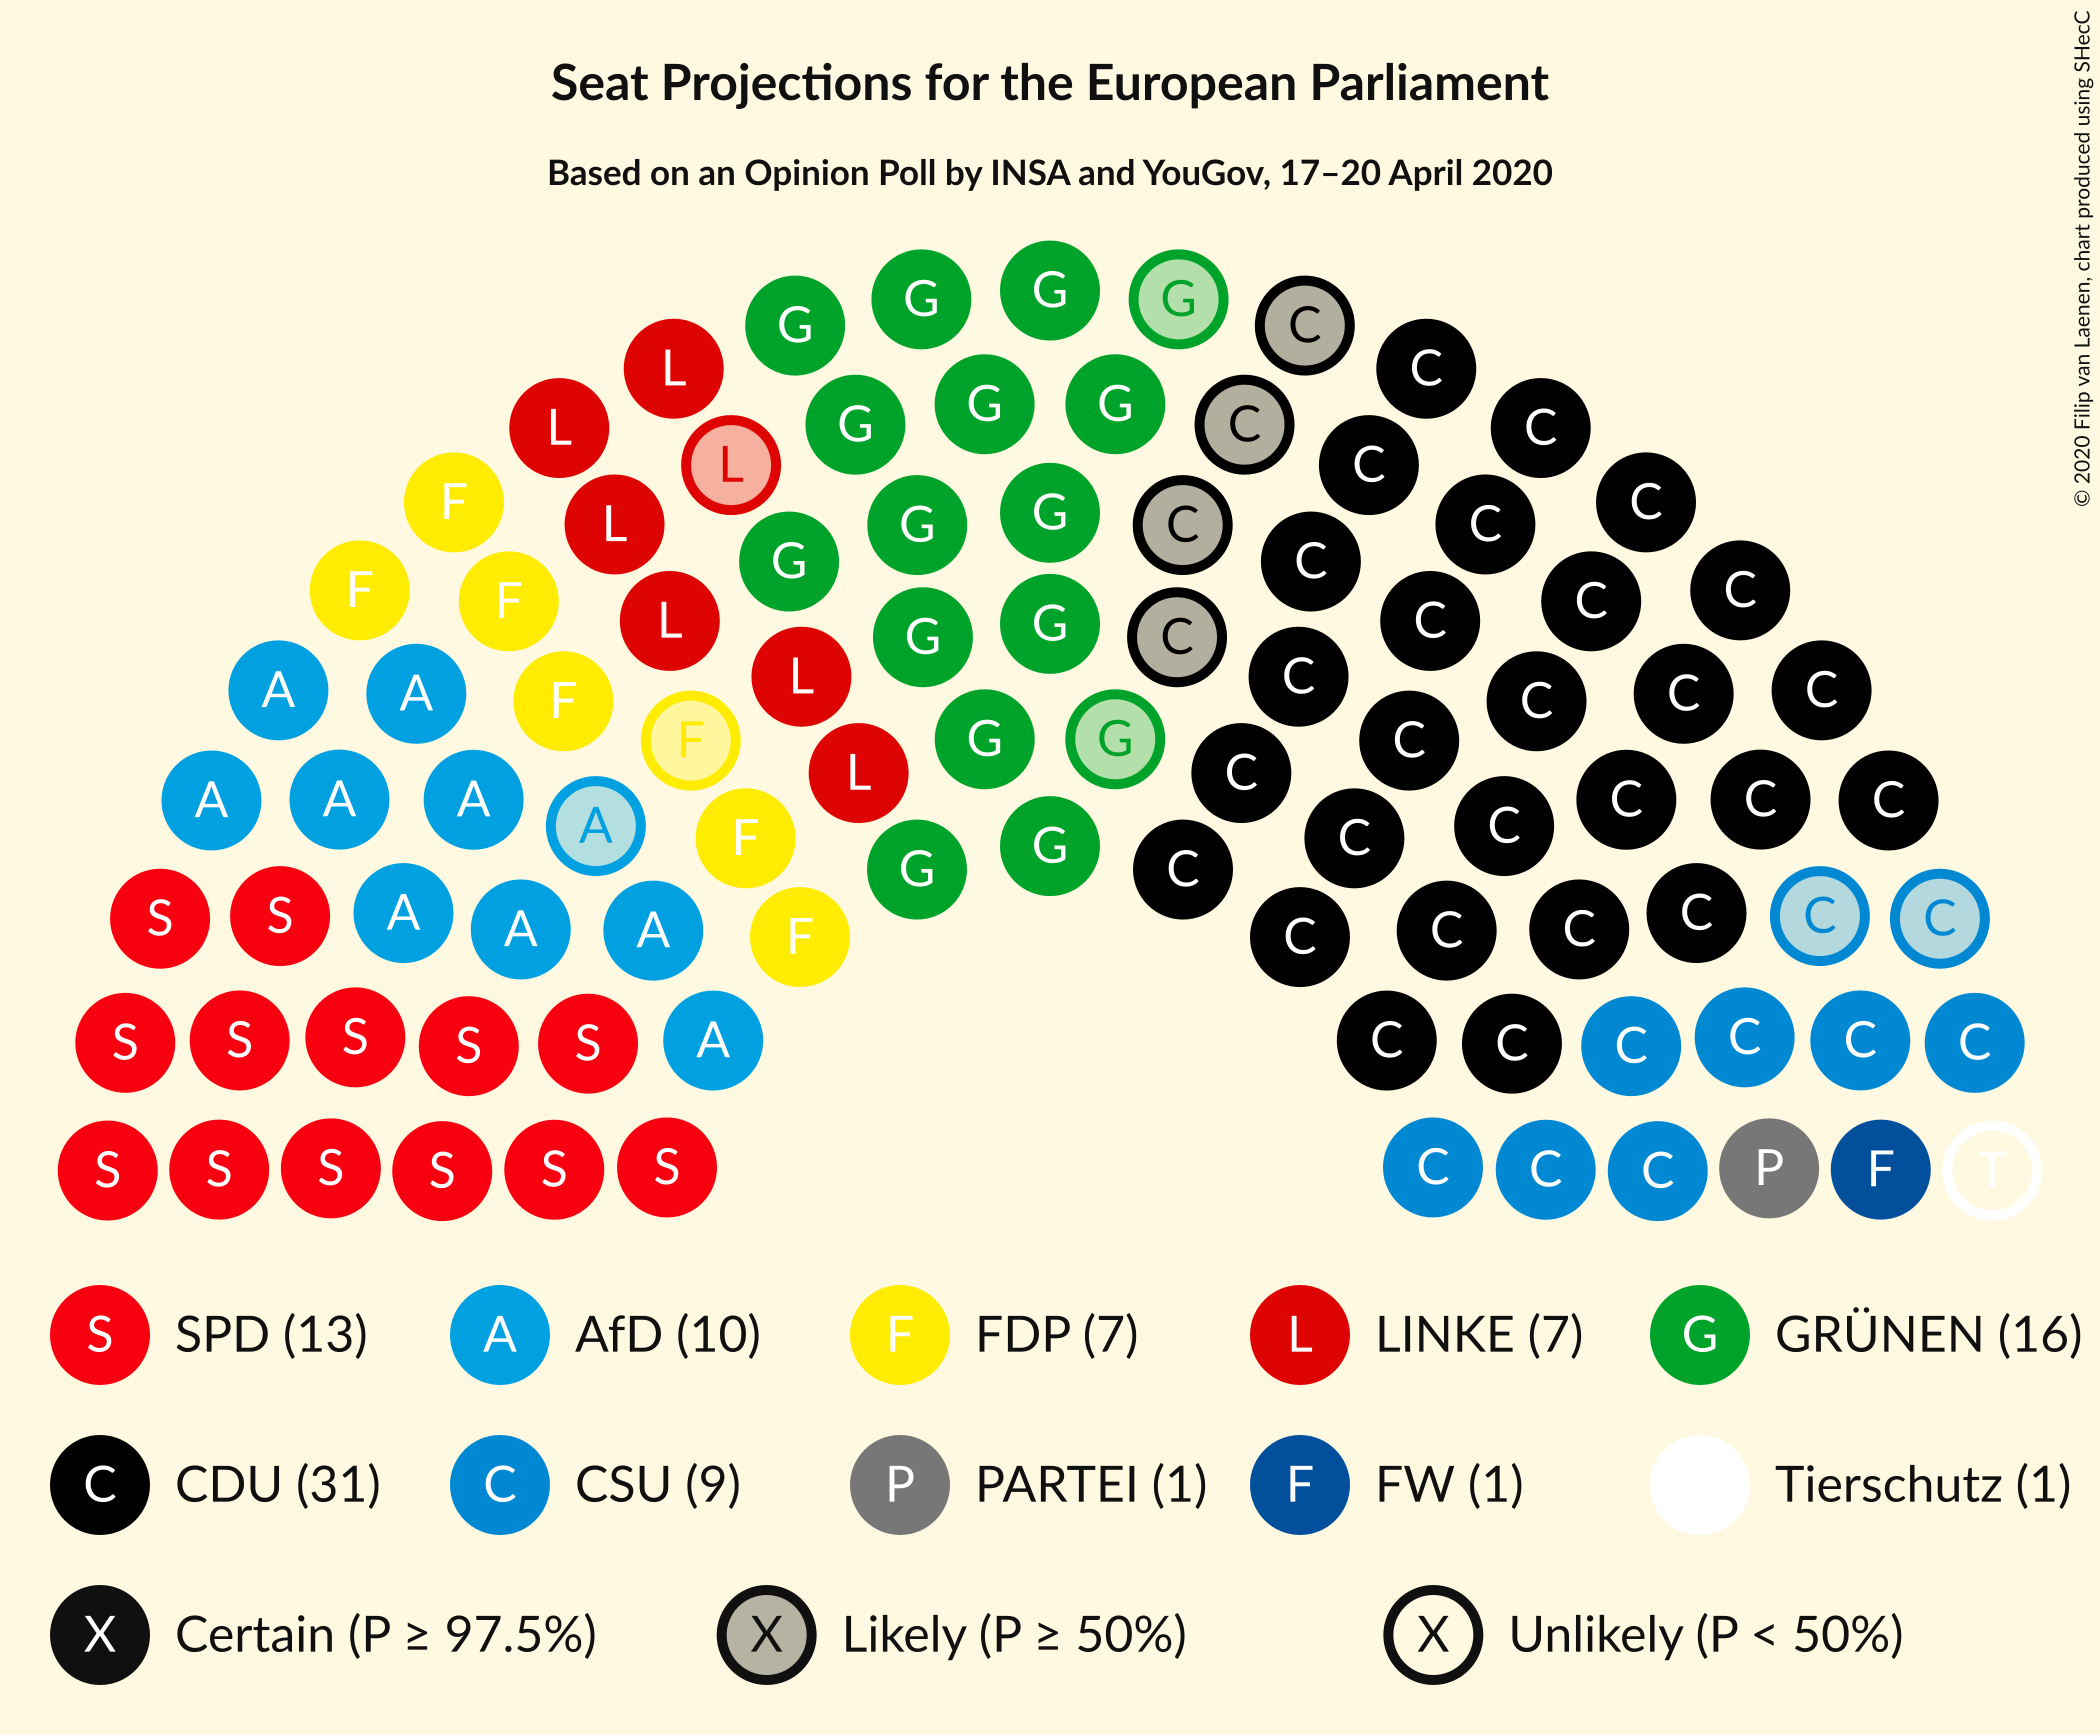 Seat Projections for the European Parliament
Based on an Opinion Poll by INSA and YouGov, 17–20 April 2020
© 2020 Filip van Laenen, chart produced using SHecC
G G G
G C
L C
G G
L G C C
L C
F G C
L G C C
G C
F F C C
L G G C C
A A F L C C C C
F G G C
L C
A A A C C C
A F C C
G G C
S S A A A F C C C C C C
S S S S S A C C C C C C
S S S S S S C C C P F T
S SPD (13) A AfD (10) F FDP (7) L LINKE (7) G GRÜNEN (16)
C CDU (31) C CSU (9) P PARTEI (1) F FW (1) Tierschutz (1)
X Certain (P ≥ 97.5%) X Likely (P ≥ 50%) X Unlikely (P < 50%)